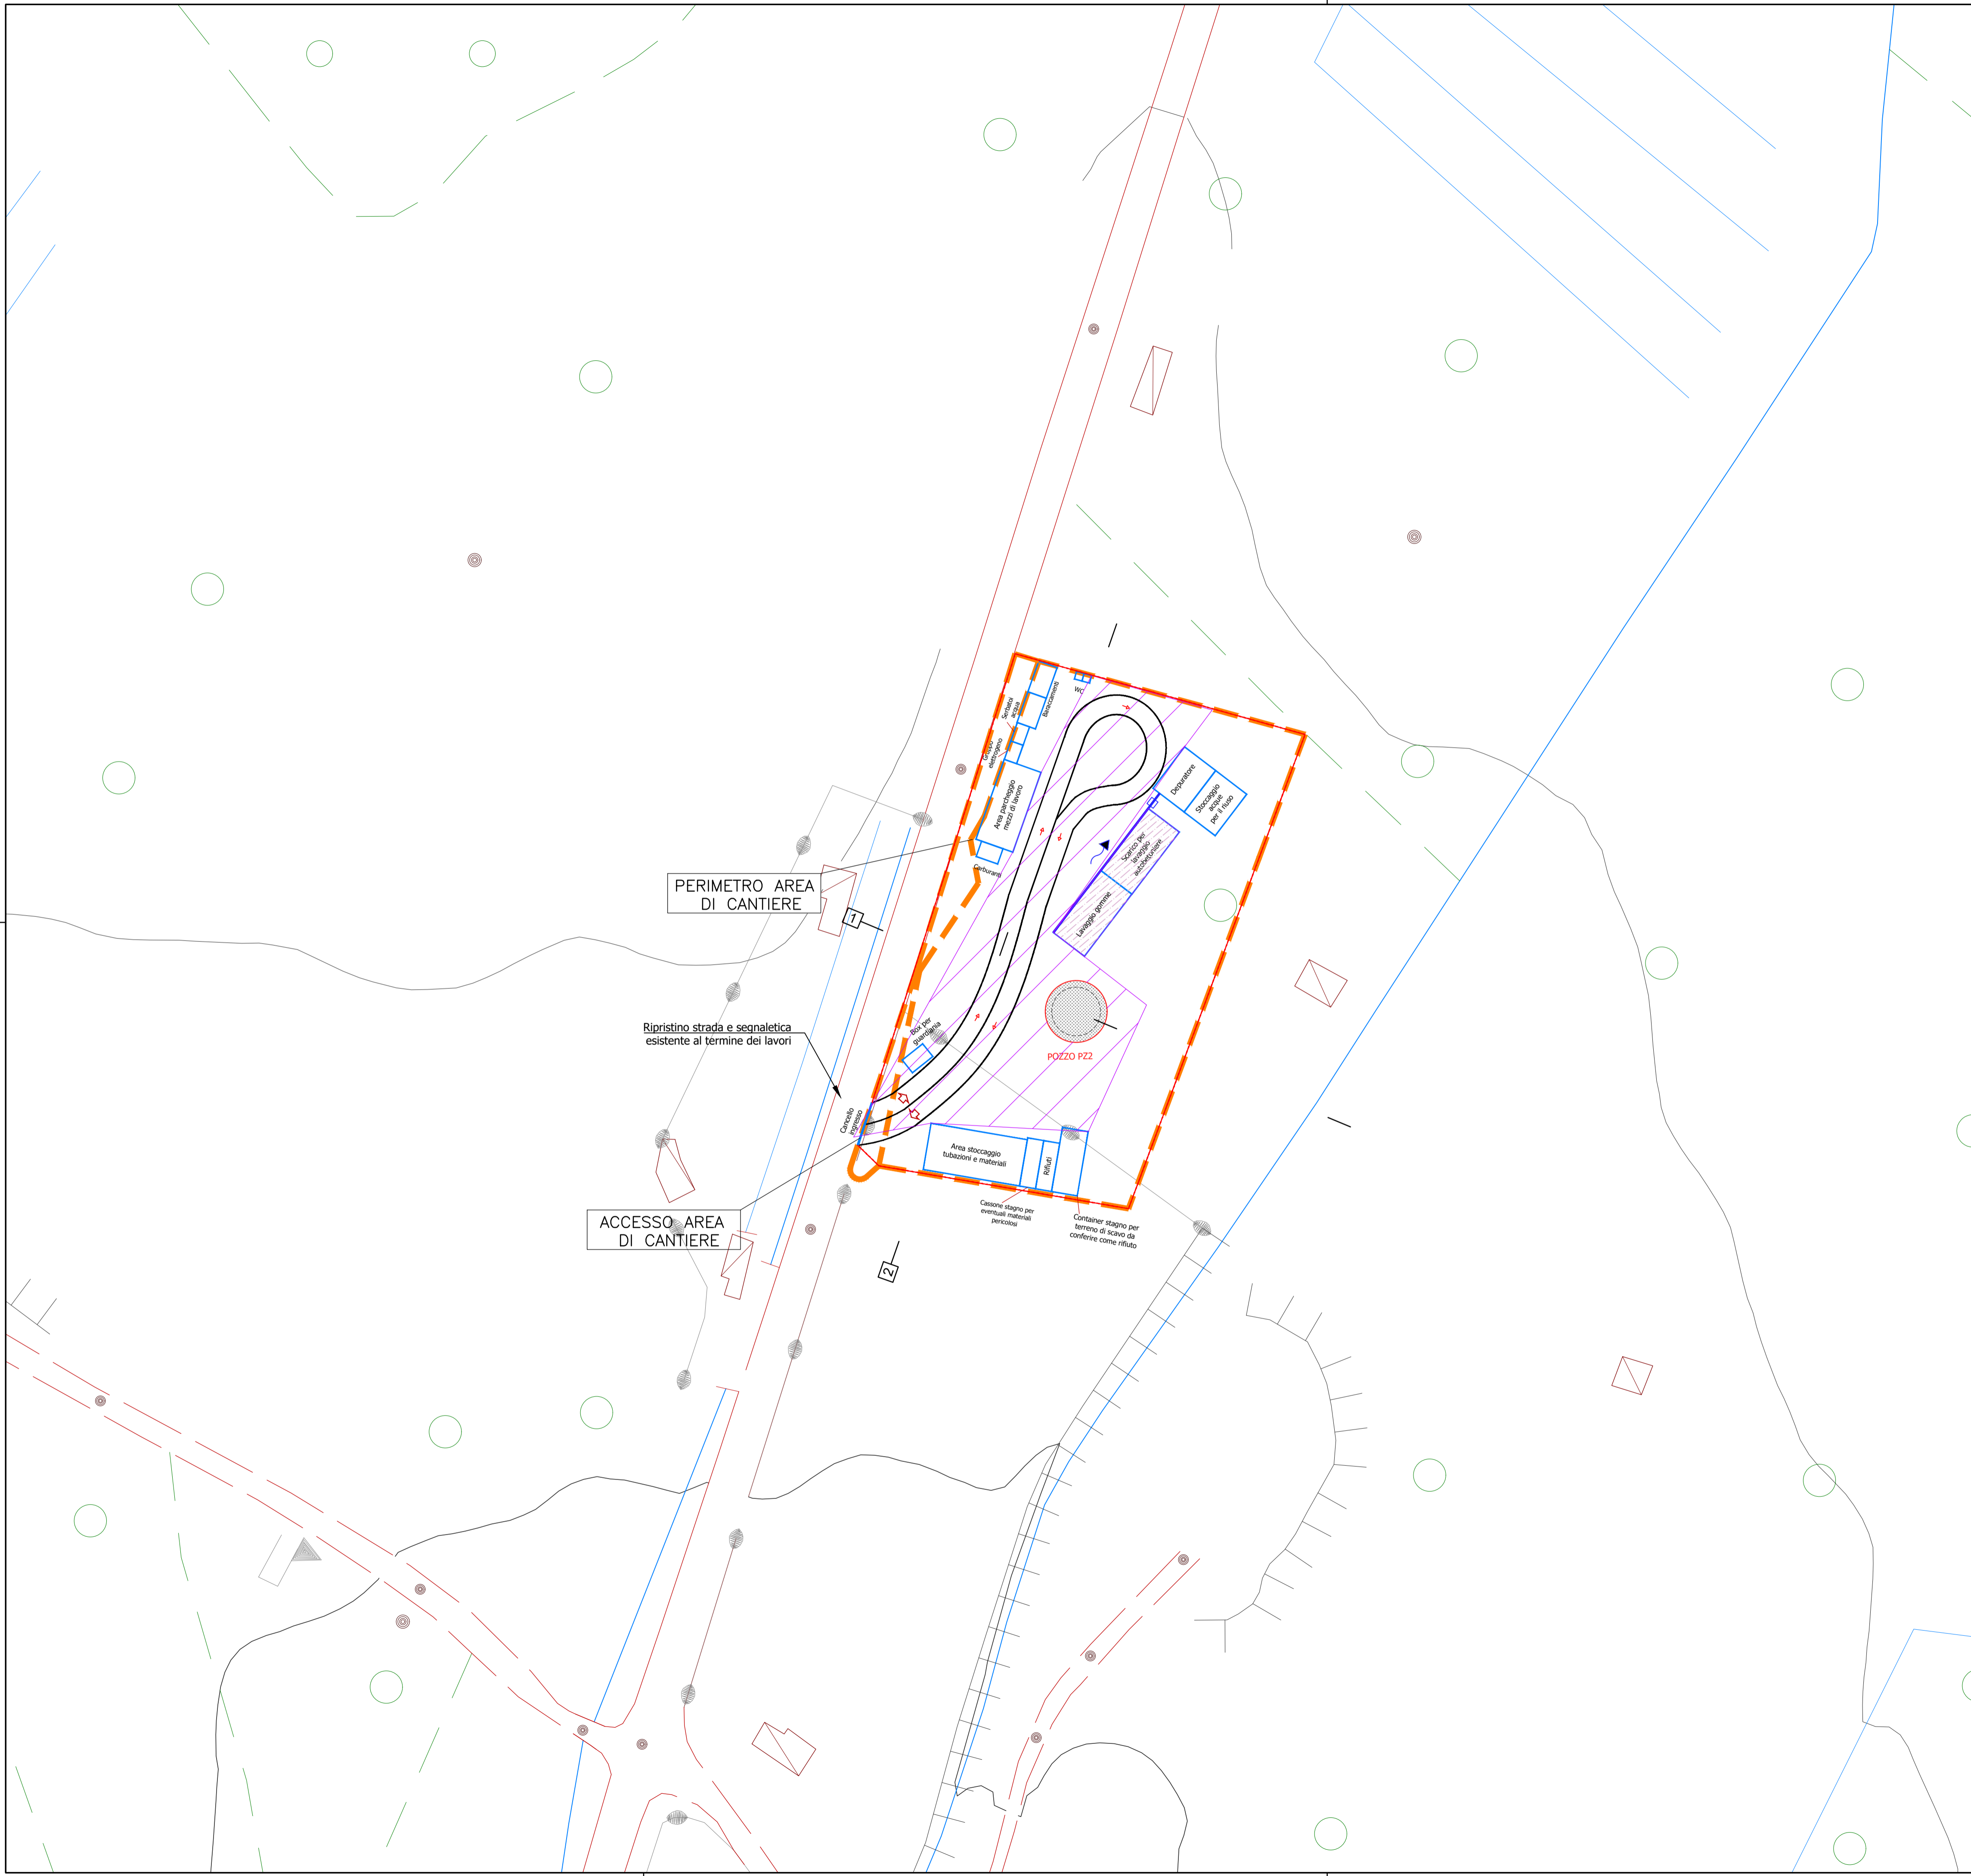 WC
Baraccamenti
Serbatoi
acqua
Gruppo
elettrogeno
Area parcheggio
mezzi di lavoro
Depuratore
Stoccaggio
acque
per il riuso
Scarico per
lavaggio
autobetoniere
Carburanti
PERIMETRO AREA
DI CANTIERE
1
Lavaggio gomme
Ripristino strada e segnaletica
esistente al termine dei lavori
Box per
guardiania
POZZO PZ2
Cancello
ingresso
Area stoccaggio
tubazioni e materiali
Rifiuti
ACCESSO AREA
DI CANTIERE
Cassone stagno per
eventuali materiali
pericolosi
Container stagno per
terreno di scavo da
conferire come rifiuto
2